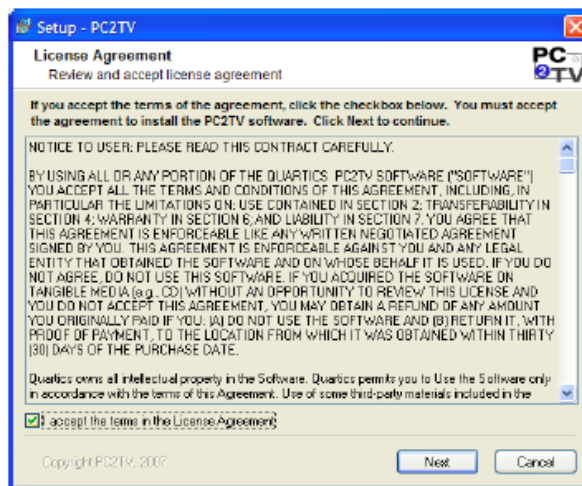 Setup - PC2TV
License Agreement
Review and accept license agreement
PC
2TV
If you accept the terms of the agreement, click the checkbox below. You must accept
the agreement to install the PC2TV software. Click Next to continue.
NOTICE TO USER: PLEASE READ THIS CONTRACT CAREFULLY.
BY USING ALL OR ANY PORTION OF THE QUARTICS PC2TV SOFTWARE ("SOFTWARE")
YOU ACCEPT ALL THE TERMS AND CONDITIONS OF THIS AGREEMENT, INCLUDING, IN
PARTICULAR THE LIMITATIONS ON: USE CONTAINED IN SECTION 2; TRANSFERABILITY IN
SECTION 4; WARRANTY IN SECTION 6; AND LIABILITY IN SECTION 7. YOU AGREE THAT
THIS AGREEMENT IS ENFORCEABLE LIKE ANY WRITTEN NEGOTIATED AGREEMENT
SIGNED BY YOU. THIS AGREEMENT IS ENFORCEABLE AGAINST YOU AND ANY LEGAL
ENTITY THAT OBTAINED THE SOFTWARE AND ON WHOSE BEHALF IT IS USED. IF YOU DO
NOT AGREE, DO NOT USE THIS SOFTWARE. IF YOU ACQUIRED THE SOFTWARE ON
TANGIBLE MEDIA (e.g., CD) WITHOUT AN OPPORTUNITY TO REVIEW THIS LICENSE AND
YOU DO NOT ACCEPT THIS AGREEMENT, YOU MAY OBTAIN A REFUND OF ANY AMOUNT
YOU ORIGINALLY PAID IF YOU: (A) DO NOT USE THE SOFTWARE AND (B) RETURN IT, WITH
PROOF OF PAYMENT, TO THE LOCATION FROM WHICH IT WAS OBTAINED WITHIN THIRTY
(30) DAYS OF THE PURCHASE DATE.
Quartics owns all intellectual property in the Software. Quartics permits you to Use the Software only
in accordance with the terms of this Agreement. Use of some third-party materials included in the
I accept the terms in the License Agreement
Copyright PC2TV, 2007
Next
Cancel